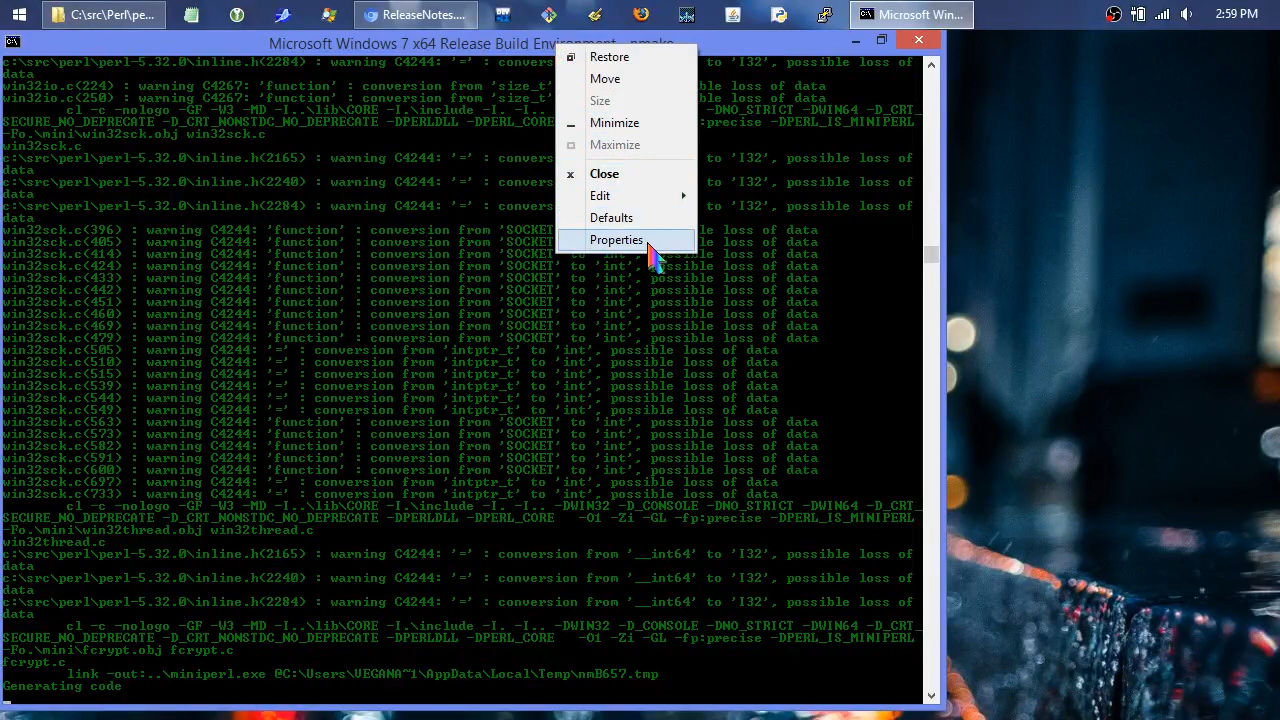 C:\src\Perl\pe...
ReleaseNotes....
Microsoft Win...
2:59 PM
Microsoft Windows 7 x64 Release Build Environment - nmake
Restore
Move
Size
Minimize
Maximize
Close
Edit
Defaults
Properties
c:\src\perl\perl-5.32.0\inline.h(2284) : warning C4244: '=' : convers to 'I32', possible loss of
data
win32io.c(224) : warning C4267: 'function' : conversion from 'size_t' possible loss of data
win32io.c(250) : warning C4267: 'function' : conversion from 'size_t' possible loss of data
cl -c -nologo -GF -W3 -MD -I..\lib\CORE -I.\include -I. -I.. -DNO_STRICT -DWIN64 -D_CRT_
SECURE_NO_DEPRECATE -D_CRT_NONSTDC_NO_DEPRECATE -DPERLDLL -DPERL_COR :precise -DPERL_IS_MINIPERL
-Fo.\mini\win32sck.obj win32sck.c
win32sck.c
c:\src\perl\perl-5.32.0\inline.h(2165) : warning C4244: '=' : convers to 'I32', possible loss of
data
c:\src\perl\perl-5.32.0\inline.h(2240) : warning C4244: '=' : convers to 'I32', possible loss of
data
c:\src\perl\perl-5.32.0\inline.h(2284) : warning C4244: '=' : convers to 'I32', possible loss of
data
win32sck.c(396) : warning C4244: 'function' : conversion from 'SOCKET possible loss of data
win32sck.c(405) : warning C4244: 'function' : conversion from 'SOCKET possible loss of data
win32sck.c(414) : warning C4244: 'function' : conversion from 'SOCKET' to 'int', possible loss of data
win32sck.c(424) : warning C4244: 'function' : conversion from 'SOCKET' to 'int', possible loss of data
win32sck.c(433) : warning C4244: 'function' : conversion from 'SOCKET' to 'int', possible loss of data
win32sck.c(442) : warning C4244: 'function' : conversion from 'SOCKET' to 'int', possible loss of data
win32sck.c(451) : warning C4244: 'function' : conversion from 'SOCKET' to 'int', possible loss of data
win32sck.c(460) : warning C4244: 'function' : conversion from 'SOCKET' to 'int', possible loss of data
win32sck.c(469) : warning C4244: 'function' : conversion from 'SOCKET' to 'int', possible loss of data
win32sck.c(479) : warning C4244: 'function' : conversion from 'SOCKET' to 'int', possible loss of data
win32sck.c(505) : warning C4244: '=' : conversion from 'intptr_t' to 'int', possible loss of data
win32sck.c(510) : warning C4244: '=' : conversion from 'intptr_t' to 'int', possible loss of data
win32sck.c(515) : warning C4244: '=' : conversion from 'intptr_t' to 'int', possible loss of data
win32sck.c(539) : warning C4244: '=' : conversion from 'intptr_t' to 'int', possible loss of data
win32sck.c(544) : warning C4244: '=' : conversion from 'intptr_t' to 'int', possible loss of data
win32sck.c(549) : warning C4244: '=' : conversion from 'intptr_t' to 'int', possible loss of data
win32sck.c(563) : warning C4244: 'function' : conversion from 'SOCKET' to 'int', possible loss of data
win32sck.c(573) : warning C4244: 'function' : conversion from 'SOCKET' to 'int', possible loss of data
win32sck.c(582) : warning C4244: 'function' : conversion from 'SOCKET' to 'int', possible loss of data
win32sck.c(591) : warning C4244: 'function' : conversion from 'SOCKET' to 'int', possible loss of data
win32sck.c(600) : warning C4244: 'function' : conversion from 'SOCKET' to 'int', possible loss of data
win32sck.c(697) : warning C4244: '=' : conversion from 'intptr_t' to 'int', possible loss of data
win32sck.c(733) : warning C4244: '=' : conversion from 'intptr_t' to 'int', possible loss of data
cl -c -nologo -GF -W3 -MD -I..\lib\CORE -I.\include -I. -I.. -DWIN32 -D_CONSOLE -DNO_STRICT -DWIN64 -D_CRT_
SECURE_NO_DEPRECATE -D_CRT_NONSTDC_NO_DEPRECATE -DPERLDLL -DPERL_CORE -O1 -Zi -GL -fp:precise -DPERL_IS_MINIPERL
-Fo.\mini\win32thread.obj win32thread.c
win32thread.c
c:\src\perl\perl-5.32.0\inline.h(2165) : warning C4244: '=' : conversion from '__int64' to 'I32', possible loss of
data
c:\src\perl\perl-5.32.0\inline.h(2240) : warning C4244: '=' : conversion from '__int64' to 'I32', possible loss of
data
c:\src\perl\perl-5.32.0\inline.h(2284) : warning C4244: '=' : conversion from '__int64' to 'I32', possible loss of
data
cl -c -nologo -GF -W3 -MD -I..\lib\CORE -I.\include -I. -I.. -DWIN32 -D_CONSOLE -DNO_STRICT -DWIN64 -D_CRT_
SECURE_NO_DEPRECATE -D_CRT_NONSTDC_NO_DEPRECATE -DPERLDLL -DPERL_CORE -O1 -Zi -GL -fp:precise -DPERL_IS_MINIPERL
-Fo.\mini\fcrypt.obj fcrypt.c
fcrypt.c
link -out:..\miniperl.exe @C:\Users\VEGANA~1\AppData\Local\Temp\nmB657.tmp
Generating code